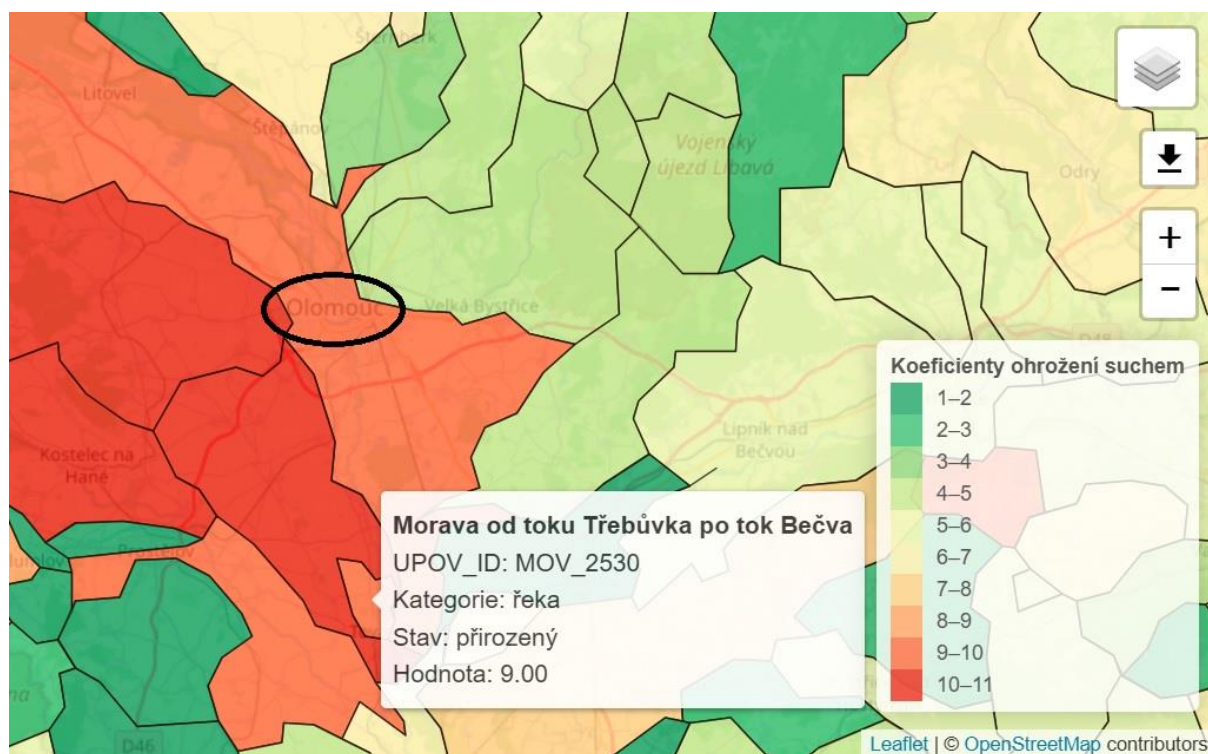 Šternberk
Litovel
Štěpánov
Vojenský
újezd Libavá
Odry
Olomouc
Velká Bystřice
D48
Lipník nad
Bečvou
Kostelec na
Hané
Prostějov
D46
Morava od toku Třebůvka po tok Bečva
UPOV_ID: MOV_2530
Kategorie: řeka
Stav: přirozený
Hodnota: 9.00
+
−
Koeficienty ohrožení suchem
1–2
2–3
3–4
4–5
5–6
6–7
7–8
8–9
9–10
10–11
Leaflet | © OpenStreetMap contributors